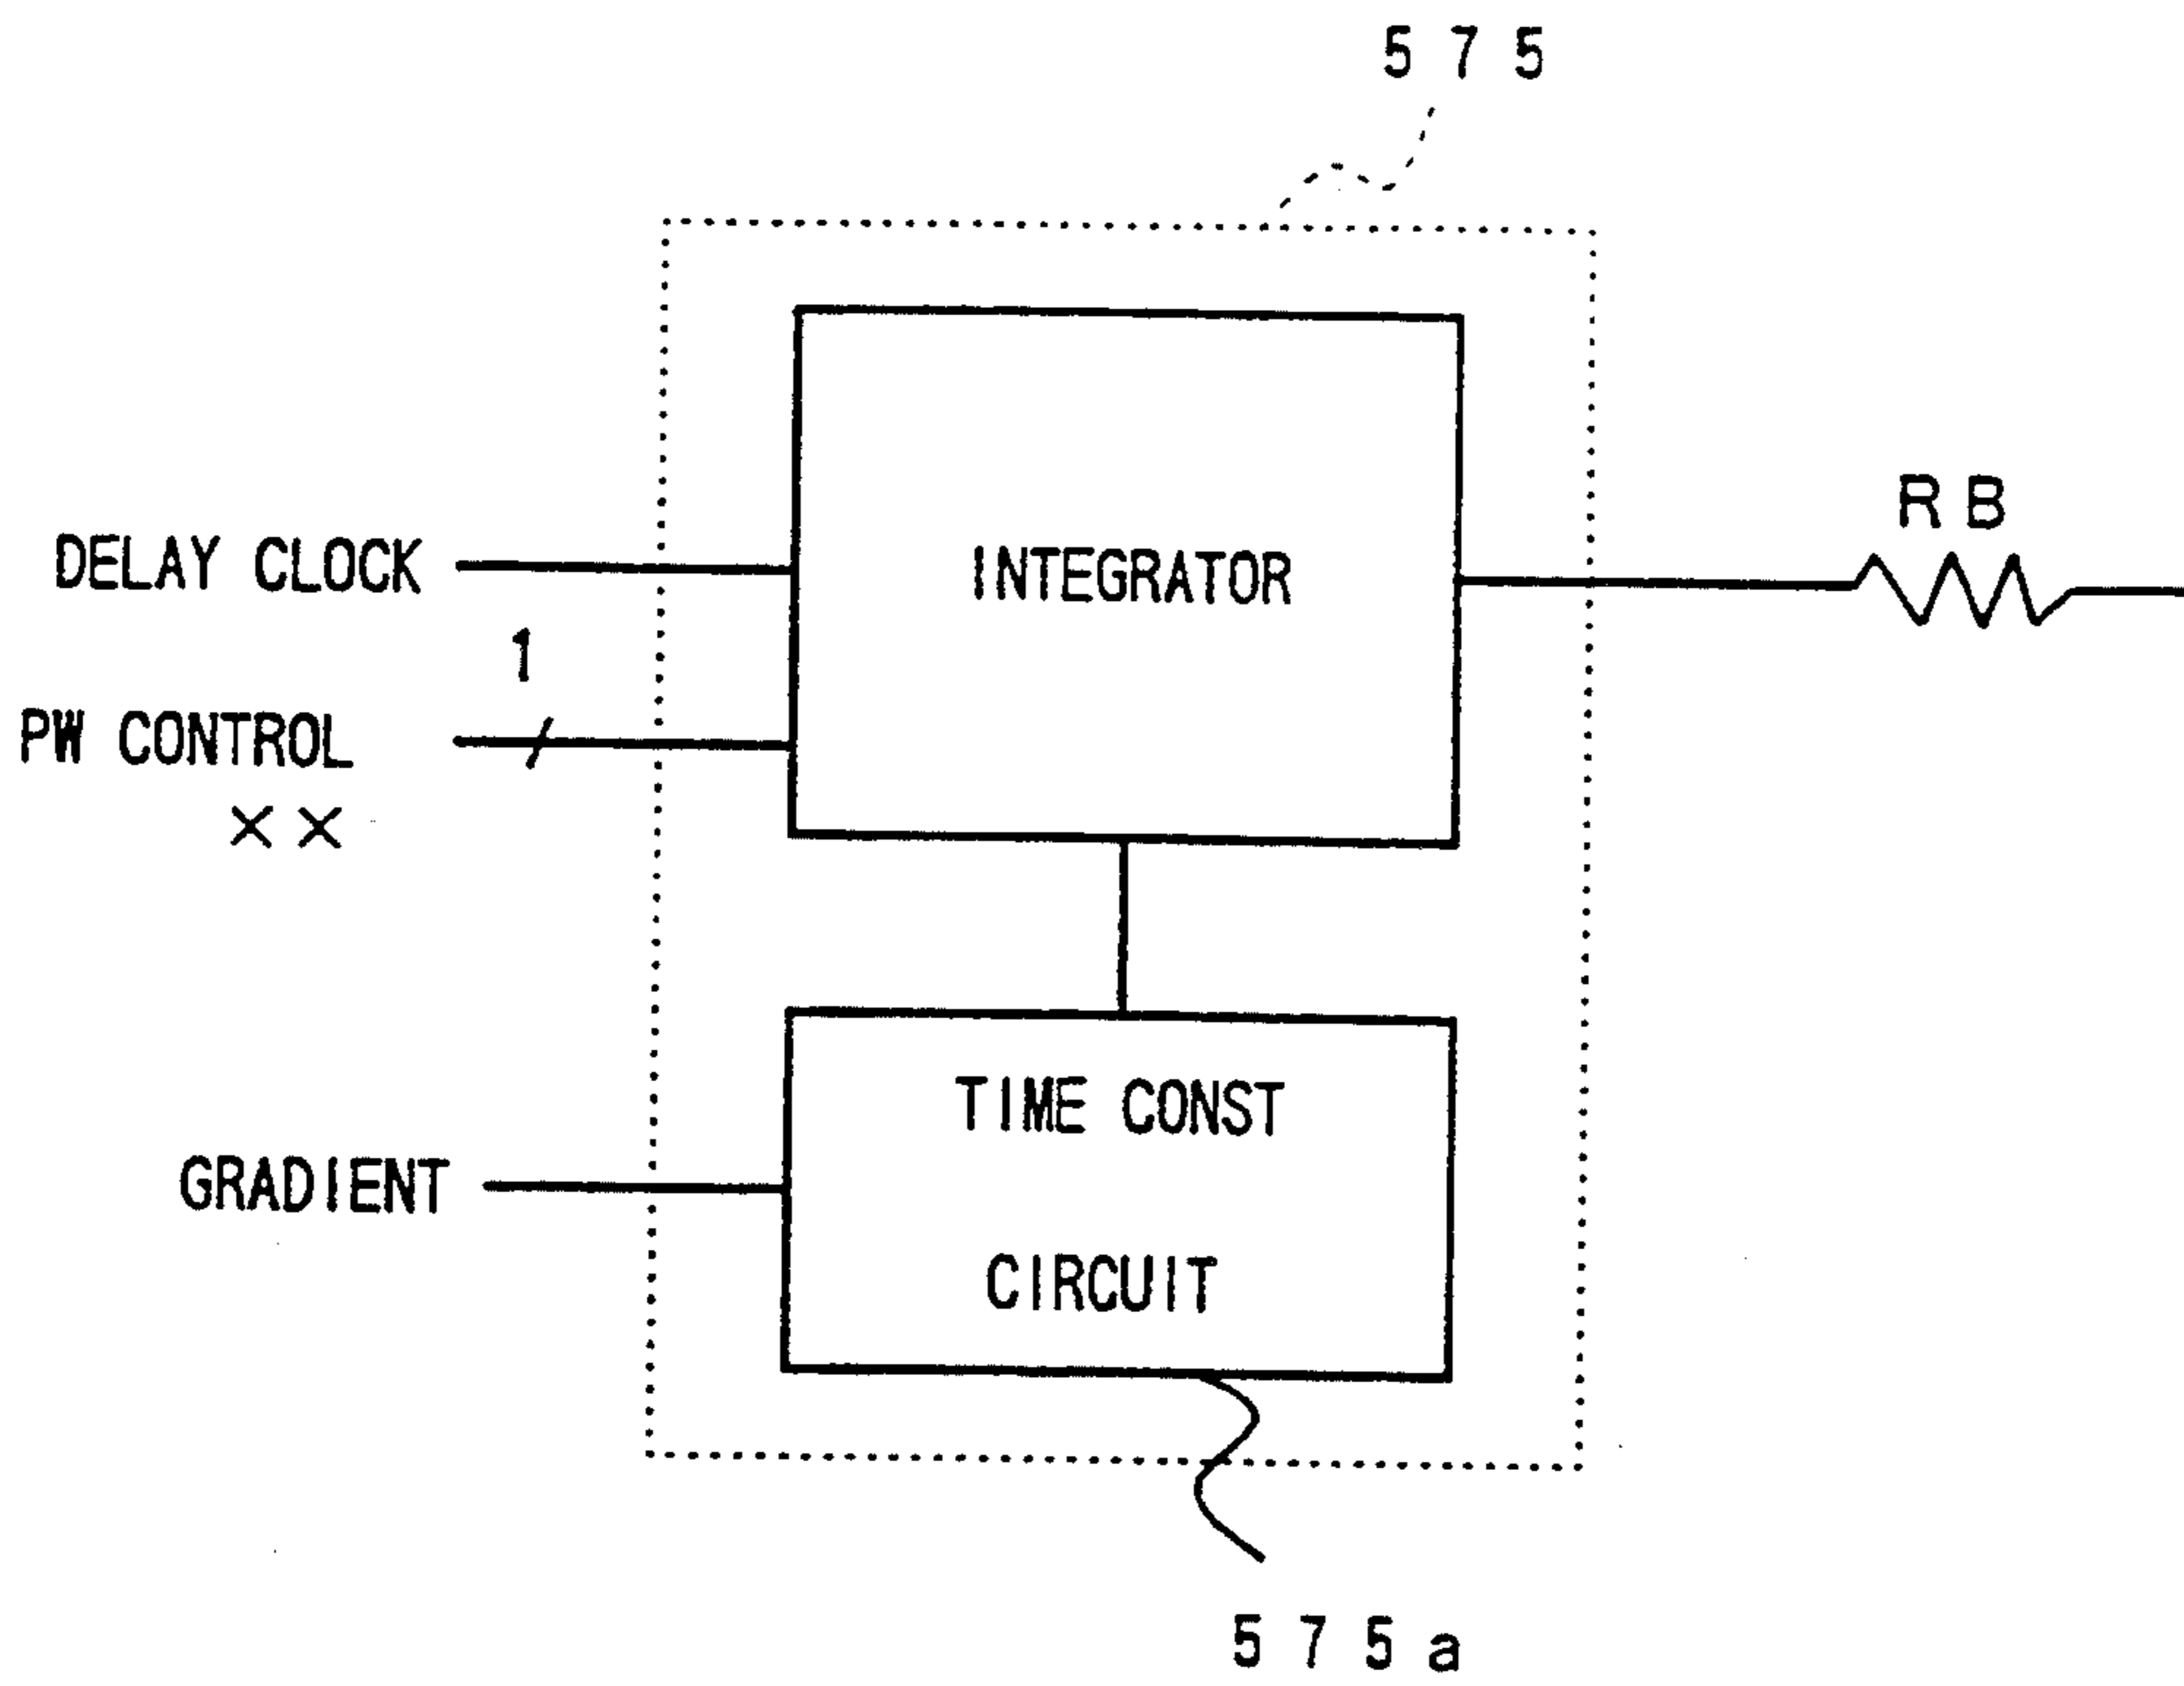 575
RB
DELAY CLOCK
INTEGRATOR
1
PW CONTROL
××
TIME CONST
GRADIENT
CIRCUIT
575a